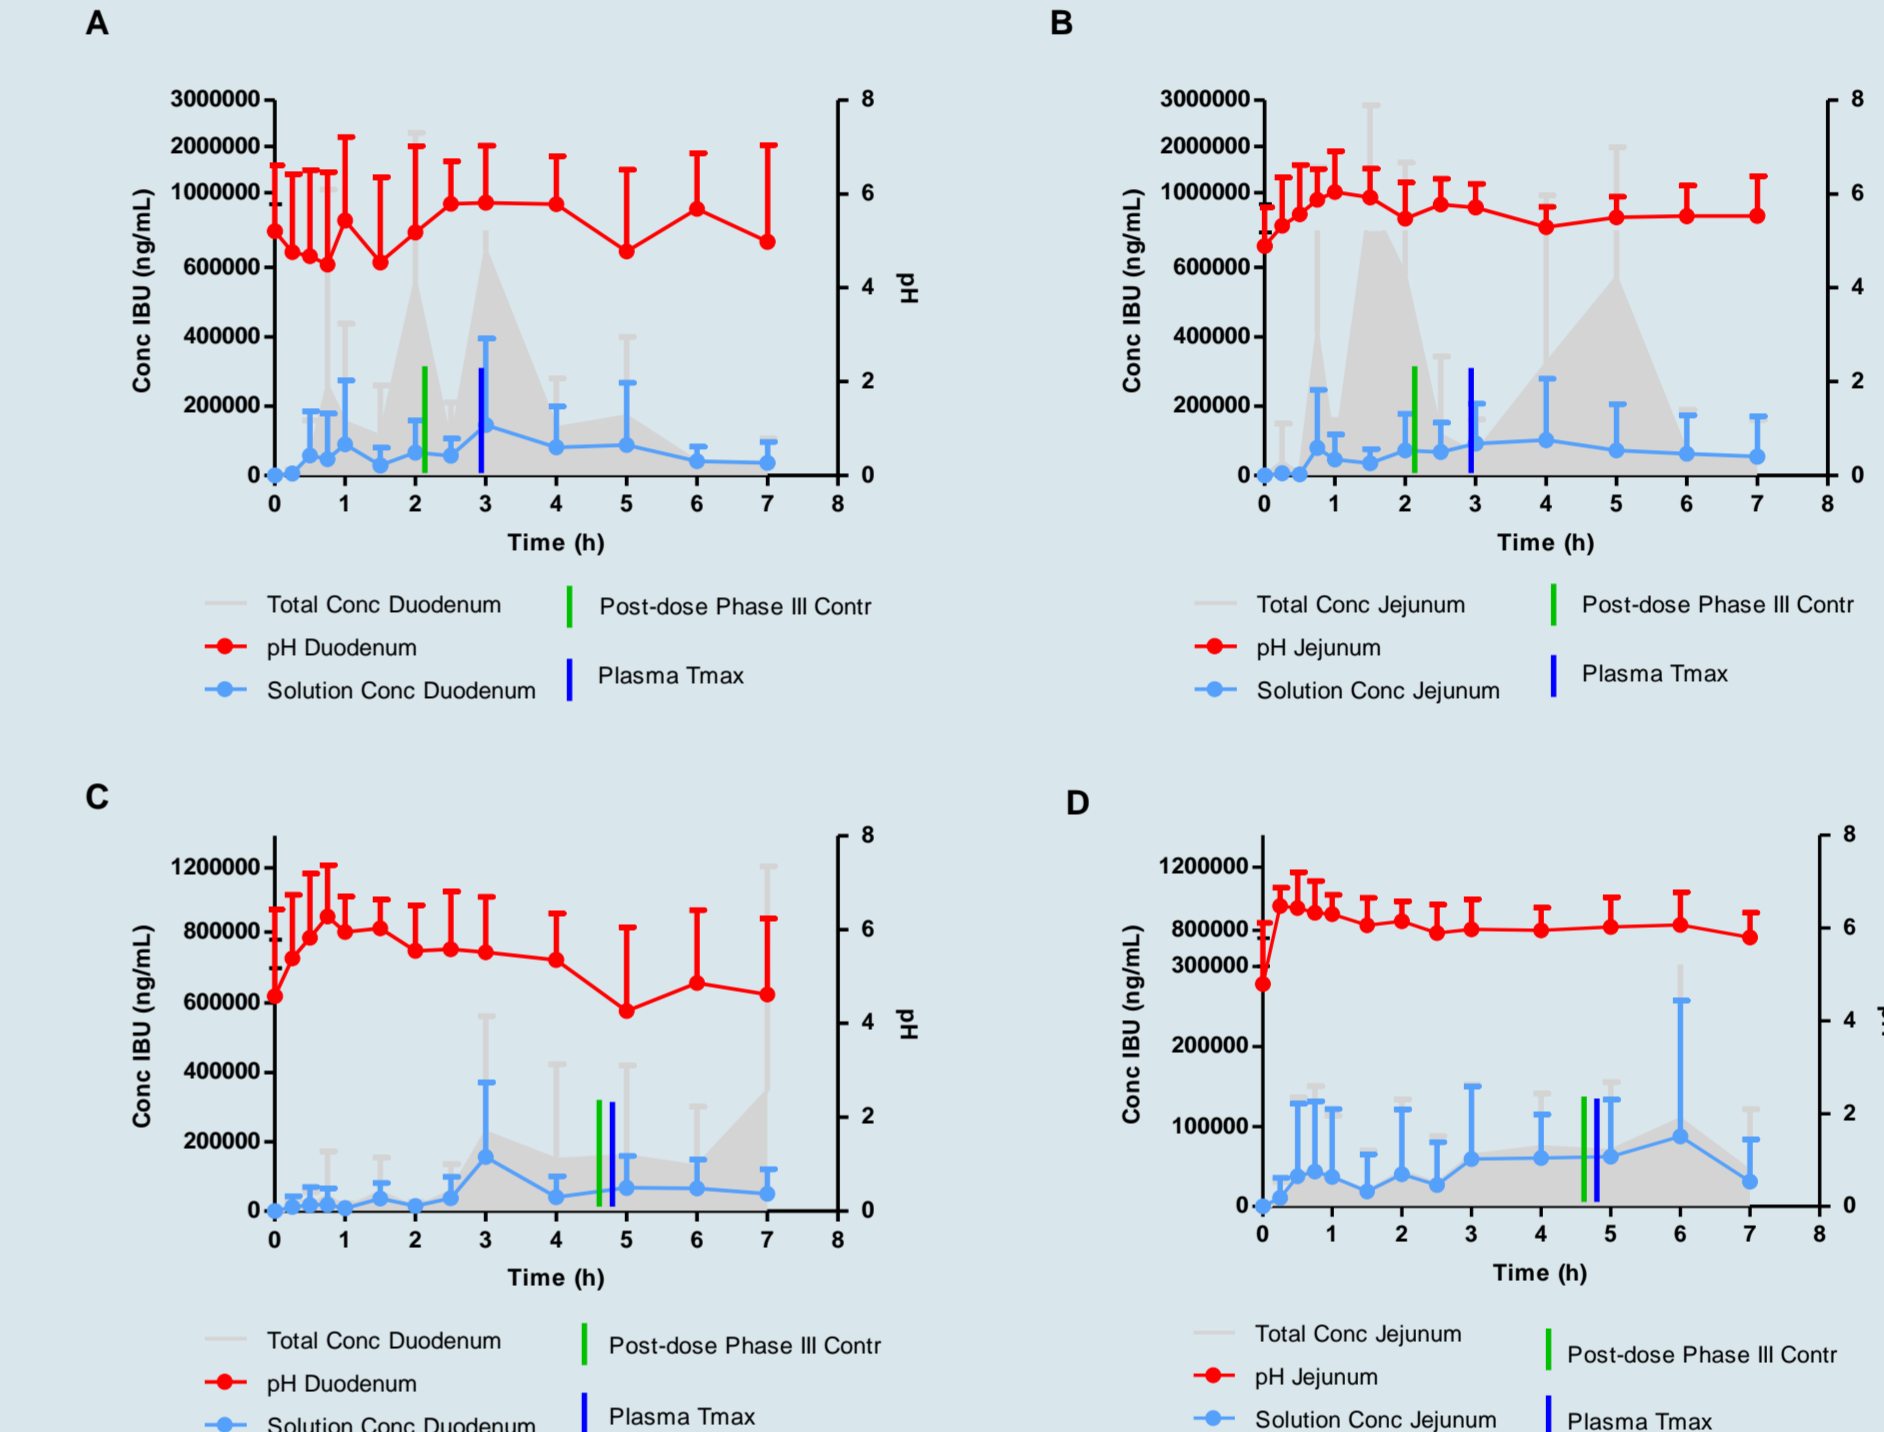 A
3000000
2000000
1000000
600000
400000
200000
0
Conc IBU (ng/mL)
8
6
4
2
0
pH
0 1 2 3 4 5 6 7 8
Time (h)
Total Conc Duodenum
pH Duodenum
Solution Conc Duodenum
Post-dose Phase III Contr
Plasma Tmax
B
3000000
2000000
1000000
600000
400000
200000
0
Conc IBU (ng/mL)
8
6
4
2
0
0 1 2 3 4 5 6 7 8
Time (h)
Total Conc Jejunum
pH Jejunum
Solution Conc Jejunum
Post-dose Phase III Contr
Plasma Tmax
C
1200000
800000
600000
400000
200000
0
Conc IBU (ng/mL)
8
6
4
2
0
pH
0 1 2 3 4 5 6 7 8
Time (h)
Total Conc Duodenum
pH Duodenum
Solution Conc Duodenum
Post-dose Phase III Contr
Plasma Tmax
D
1200000
800000
300000
200000
100000
0
Conc IBU (ng/mL)
8
6
4
2
0
0 1 2 3 4 5 6 7 8
Time (h)
Total Conc Jejunum
pH Jejunum
Solution Conc Jejunum
Post-dose Phase III Contr
Plasma Tmax